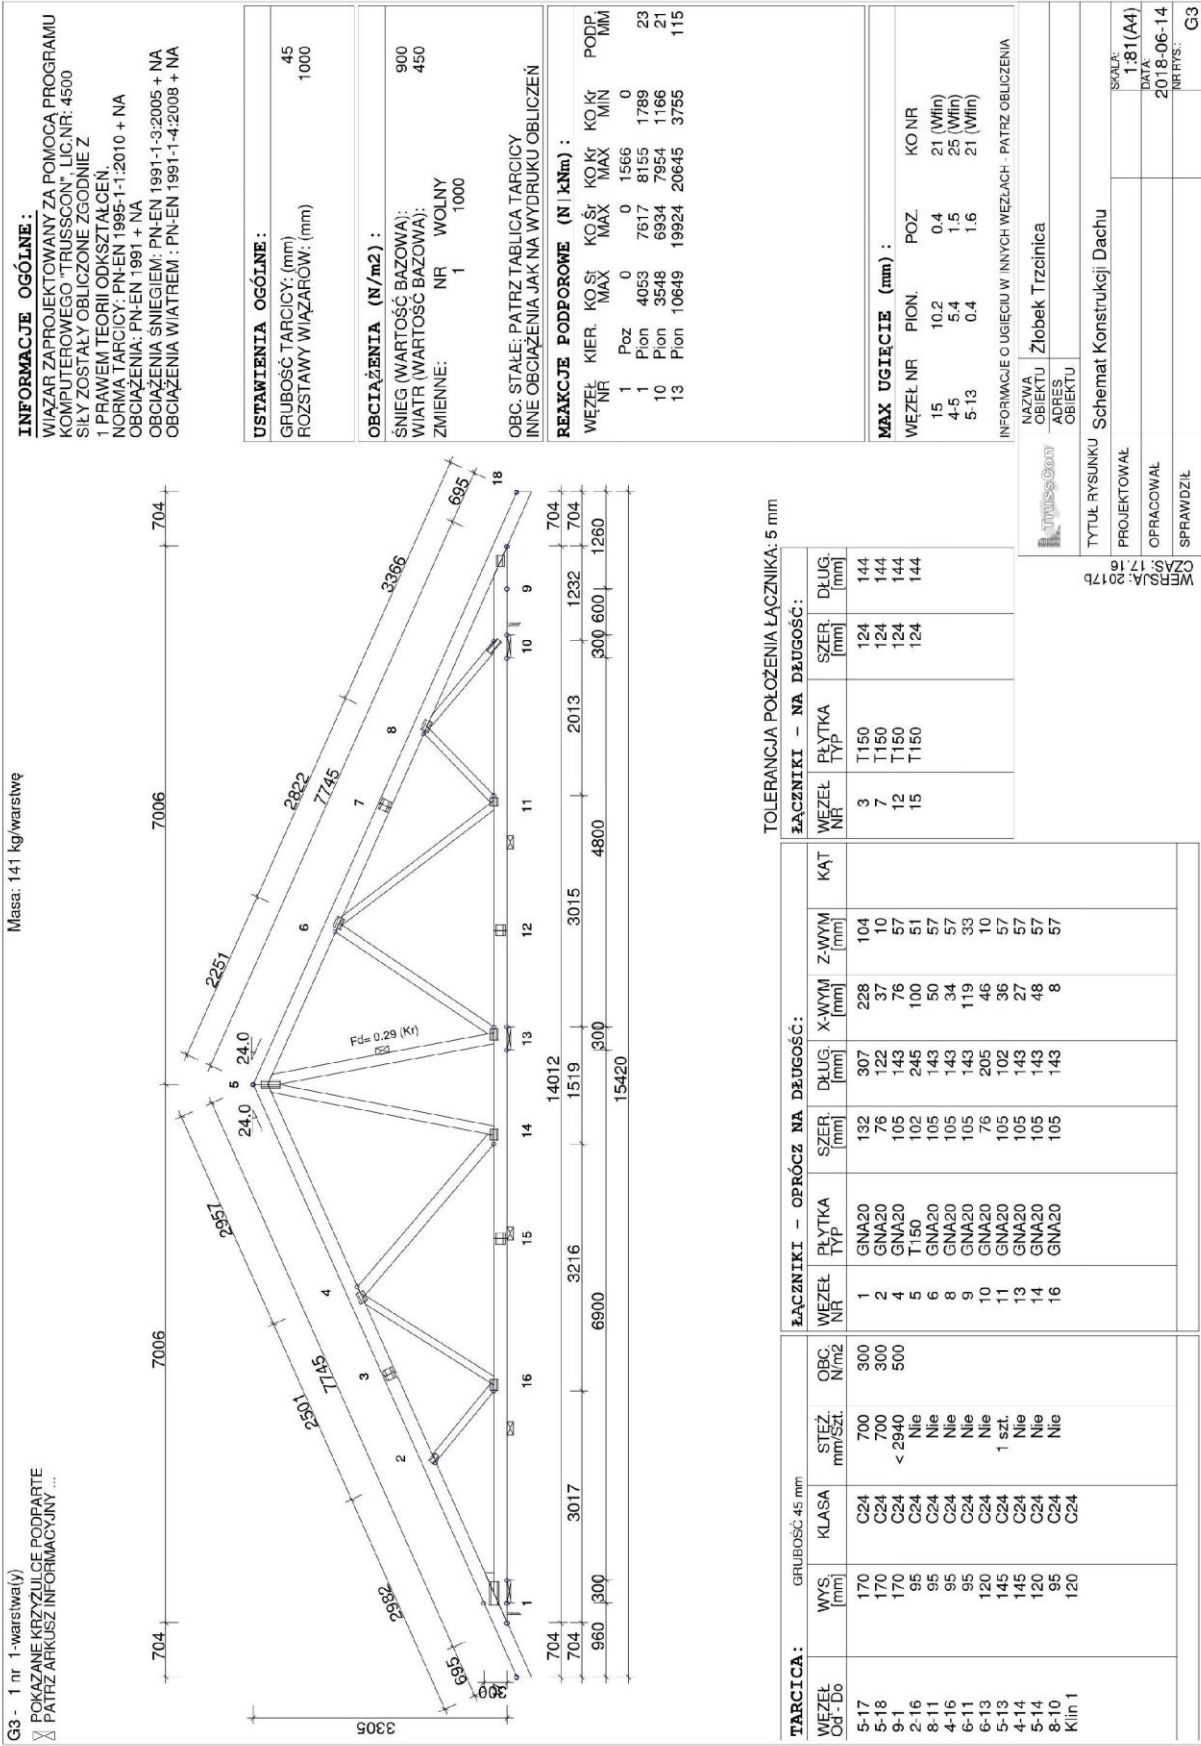 G3 - 1 nr 1-warstwa(y)
POKAZANE KRZYŻULCE PODPARTE
PATRZ ARKUSZ INFORMACYJNY ...
Masa: 141 kg/warstwę
704
7006
7006
704
2957
2501
7745
2982
695
2251
2822
7745
3366
695
24.0
24.0
Fd= 0.29 (Kr)
3305
300
1
2
3
4
5
6
7
8
9
10
11
12
13
14
15
16
18
704
14012
704
704
3017
3216
1519
3015
2013
1232
704
960
300
6900
300
4800
300
600
1260
15420
INFORMACJE OGÓLNE:
WIĄZAR ZAPROJEKTOWANY ZA POMOCĄ PROGRAMU
KOMPUTEROWEGO "TRUSSCON", LIC.NR: 4500
SIŁY ZOSTAŁY OBLICZONE ZGODNIE Z
1 PRAWEM TEORII ODKSZTAŁCEŃ.
NORMA TARCICY: PN-EN 1995-1-1:2010 + NA
OBCIĄŻENIA: PN-EN 1991 + NA
OBCIĄŻENIA ŚNIEGIEM: PN-EN 1991-1-3:2005 + NA
OBCIĄŻENIA WIATREM : PN-EN 1991-1-4:2008 + NA
USTAWIENIA OGÓLNE:
GRUBOŚĆ TARCICY: (mm) 45
ROZSTAWY WIĄZARÓW: (mm) 1000
OBCIĄŻENIA (N/m2) :
ŚNIEG (WARTOŚĆ BAZOWA): 900
WIATR (WARTOŚĆ BAZOWA): 450
ZMIENNE: NR WOLNY
1 1000
OBC. STAŁE: PATRZ TABLICA TARCICY
INNE OBCIĄŻENIA JAK NA WYDRUKU OBLICZEŃ
REAKCJE PODPOROWE (N | kNm) :
WĘZEŁ KIER. KO.St KO.Śr KO.Kr KO.Kr PODP.
NR MAX MAX MAX MIN MM
1 Poz 0 0 1566 0
1 Pion 4053 7617 8155 1789 23
10 Pion 3548 6934 7954 1166 21
13 Pion 10649 19924 20645 3755 115
MAX UGIĘCIE (mm) :
WĘZEŁ NR PION. POZ. KO NR
15 10.2 0.4 21 (Wfin)
4-5 5.4 1.5 25 (Wfin)
5-13 0.4 1.6 21 (Wfin)
INFORMACJE O UGIĘCIU W INNYCH WĘZŁACH - PATRZ OBLICZENIA
TARCICA: GRUBOŚĆ 45 mm
WĘZEŁ WYS. KLASA STĘŻ. OBC.
Od - Do [mm] mm/Szt. N/m2
5-17 170 C24 700 300
5-18 170 C24 700 300
9-1 170 C24 < 2940 500
2-16 95 C24 Nie
8-11 95 C24 Nie
4-16 95 C24 Nie
6-11 95 C24 Nie
6-13 120 C24 Nie
5-13 145 C24 1 szt.
4-14 145 C24 Nie
5-14 120 C24 Nie
8-10 95 C24 Nie
Klin 1 120 C24
ŁĄCZNIKI - OPRÓCZ NA DŁUGOŚĆ:
WĘZEŁ PŁYTKA SZER. DŁUG. X-WYM Z-WYM KĄT
NR TYP [mm] [mm] [mm] [mm]
1 GNA20 132 307 228 104
2 GNA20 76 122 37 10
4 GNA20 105 143 76 57
5 T150 102 245 100 51
6 GNA20 105 143 50 57
8 GNA20 105 143 34 57
9 GNA20 105 143 119 33
10 GNA20 76 205 46 10
11 GNA20 105 102 36 57
13 GNA20 105 143 27 57
14 GNA20 105 143 48 57
16 GNA20 105 143 8 57
TOLERANCJA POŁOŻENIA ŁĄCZNIKA: 5 mm
ŁĄCZNIKI - NA DŁUGOŚĆ:
WĘZEŁ PŁYTKA SZER. DŁUG.
NR TYP [mm] [mm]
3 T150 124 144
7 T150 124 144
12 T150 124 144
15 T150 124 144
WERSJA: 2017b
CZAS: 17:16
TrussCon
NAZWA OBIEKTU Żłobek Trzcinica
ADRES OBIEKTU
TYTUŁ RYSUNKU Schemat Konstrukcji Dachu
PROJEKTOWAŁ
OPRACOWAŁ
SPRAWDZIŁ
SKALA: 1:81(A4)
DATA: 2018-06-14
NR RYS.: G3